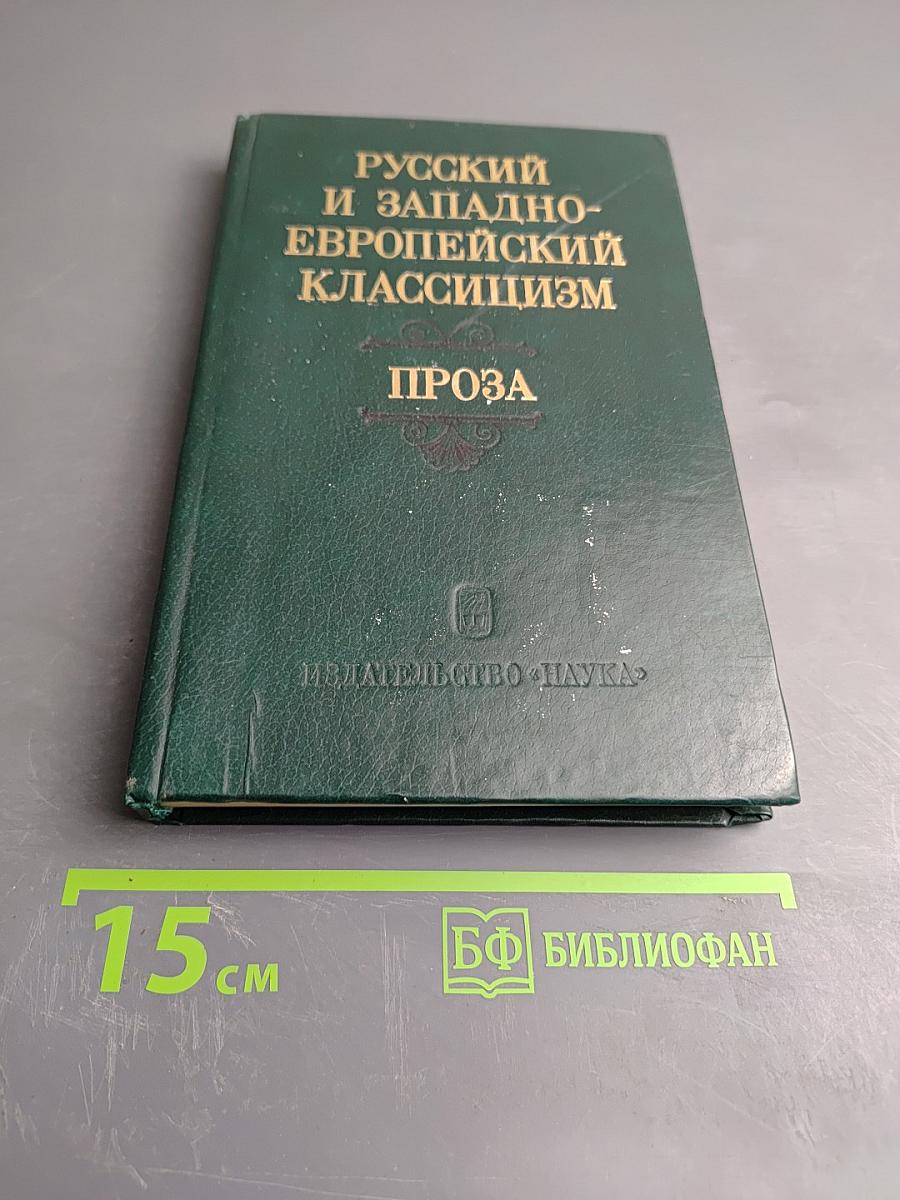 РУССКИЙ
И ЗАПАДНО-
ЕВРОПЕЙСКИЙ
КЛАССИЦИЗМ
ПРОЗА
ИЗДАТЕЛЬСТВО «НАУКА»
15 см
БФ БИБЛИОФАН